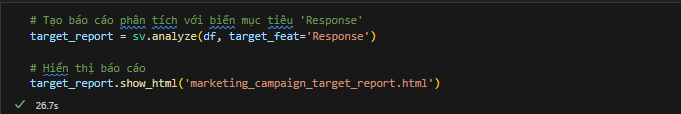 # Tạo báo cáo phân tích với biến mục tiêu 'Response'
target_report = sv.analyze(df, target_feat='Response')
# Hiển thị báo cáo
target_report.show_html('marketing_campaign_target_report.html')
26.7s